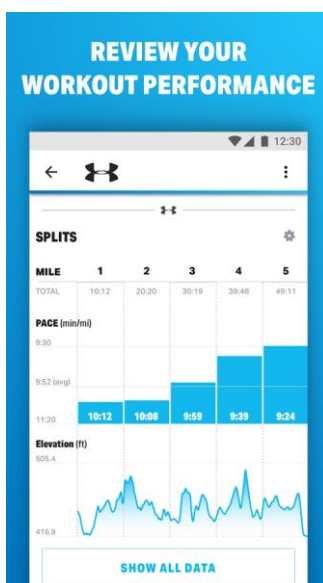 REVIEW YOUR
WORKOUT PERFORMANCE
12:30
SPLITS
MILE 1 2 3 4 5
TOTAL 10:12 20:20 30:19 39:48 49:11
PACE (min/mi)
9:30
9:52 (avg)
11:20 10:12 10:08 9:59 9:39 9:24
Elevation (ft)
505.4
416.9
SHOW ALL DATA